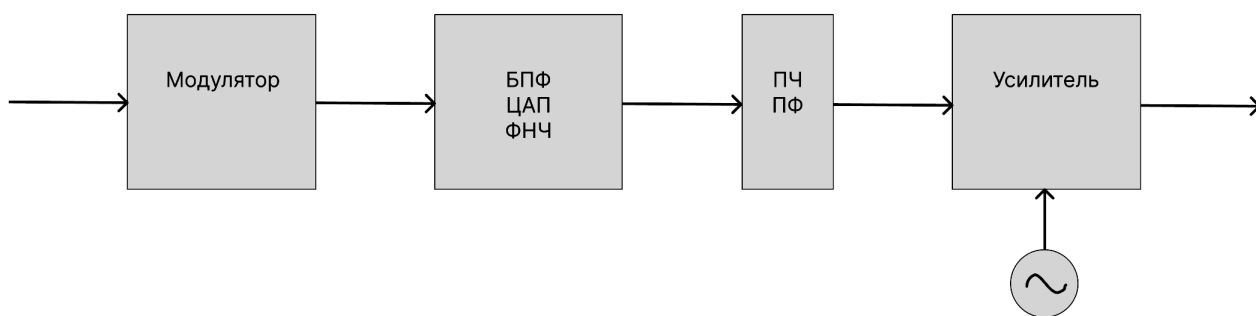 Модулятор
БПФ
ЦАП
ФНЧ
ПЧ
ПФ
Усилитель